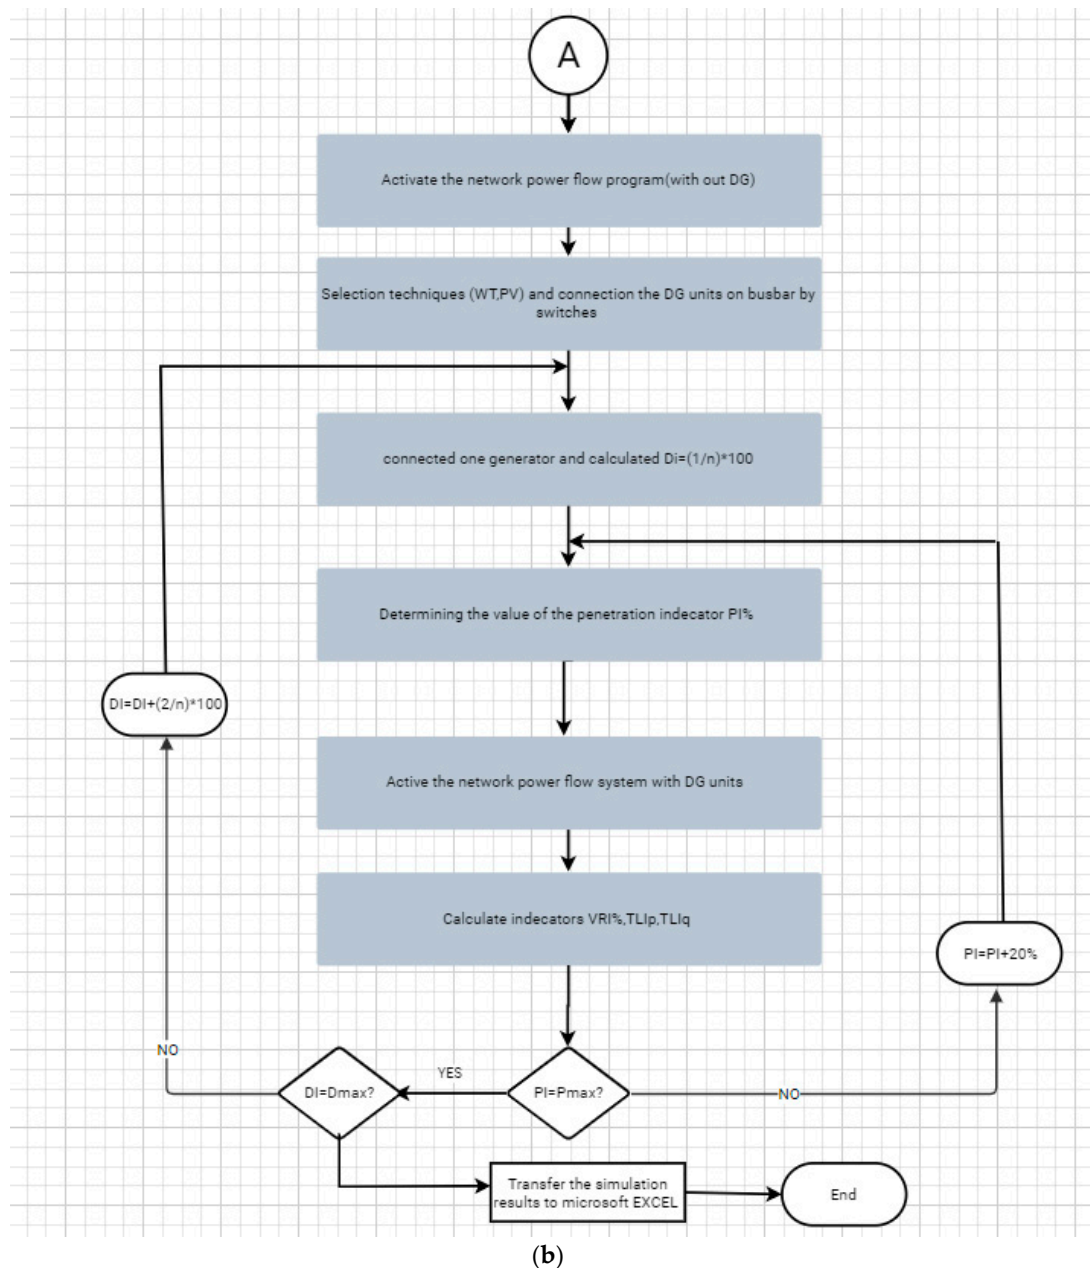 A
Activate the network power flow program(with out DG)
Selection techniques (WT,PV) and connection the DG units on busbar by
switches
connected one generator and calculated Di=(1/n)*100
Determining the value of the penetration indecator PI%
DI=DI+(2/n)*100
Active the network power flow system with DG units
Calculate indecators VRI%,TLIp,TLIq
PI=PI+20%
NO
YES
DI=Dmax?
PI=Pmax?
NO
Transfer the simulation
results to microsoft EXCEL
End
(b)